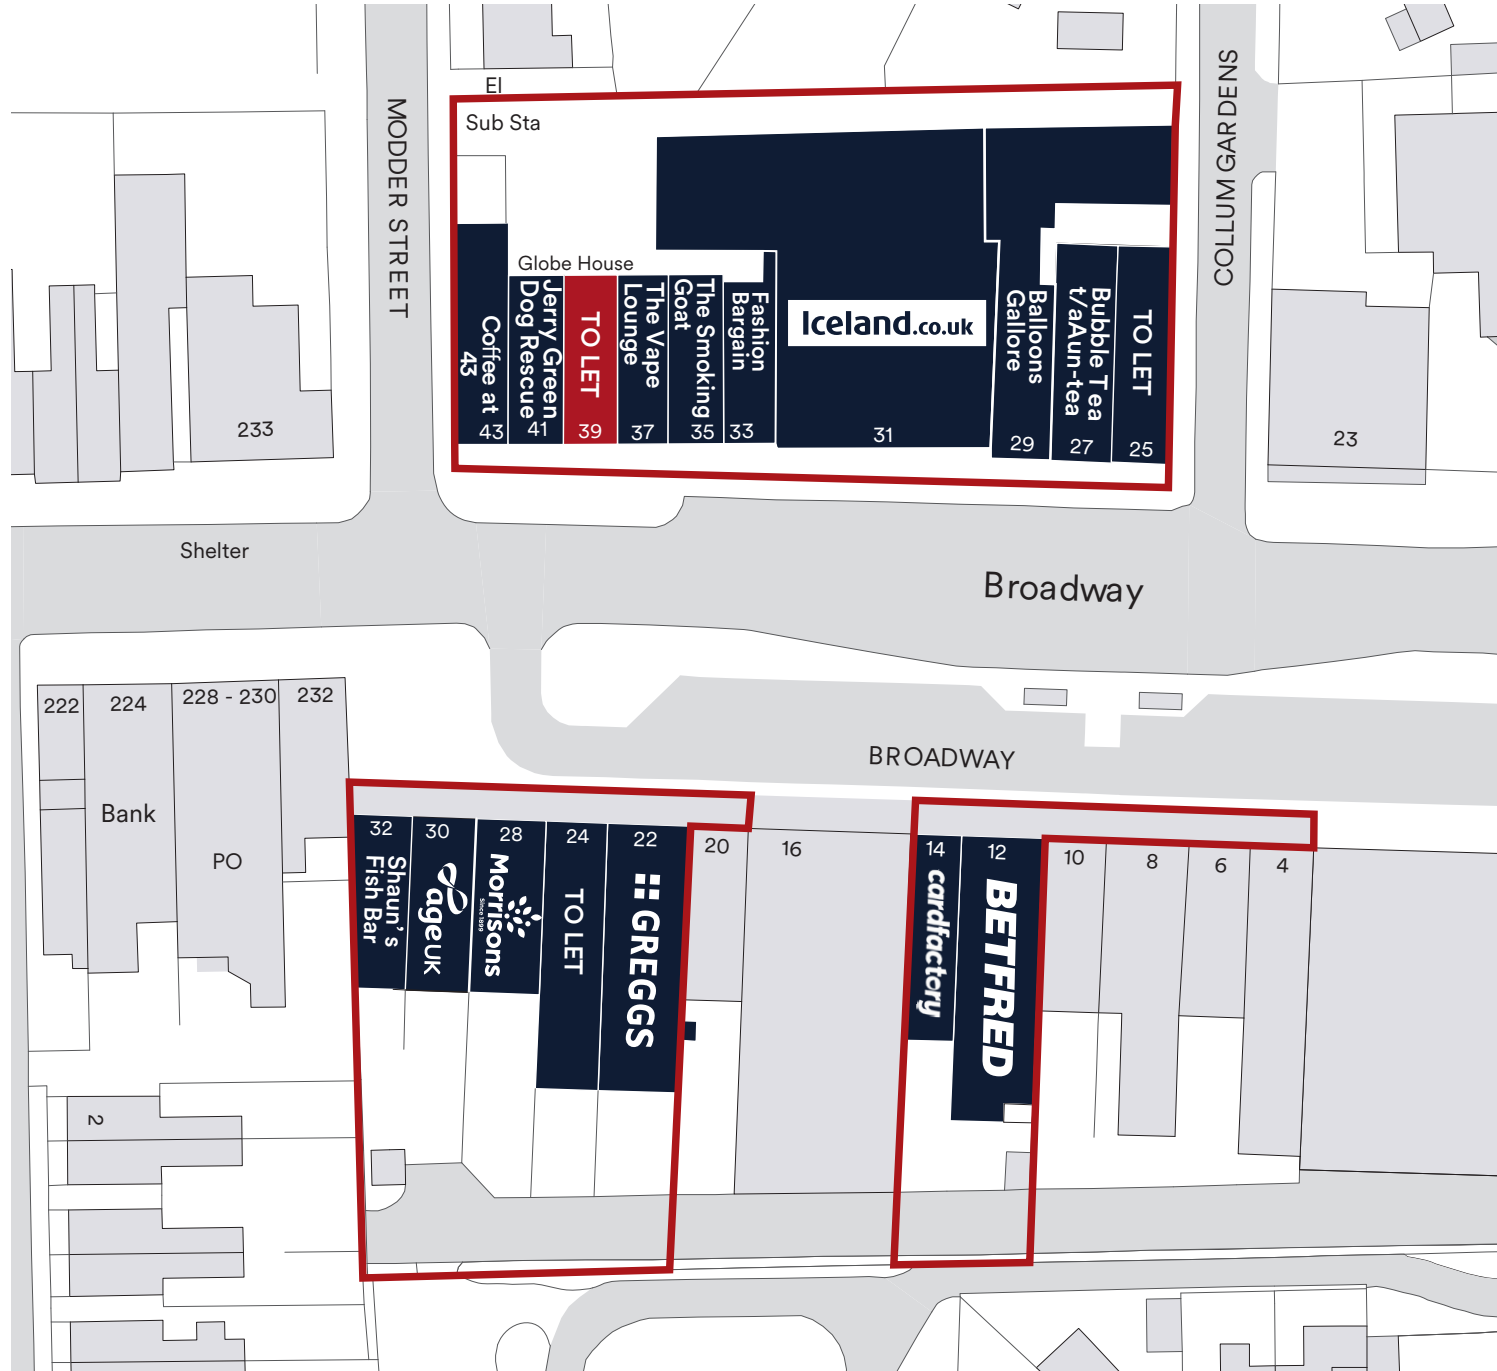 El
Sub Sta
MODDER STREET
COLLUM GARDENS
Globe House
Coffee at
43
43
Jerry Green
Dog Rescue
41
TO LET
39
The Vape
Lounge
37
The Smoking
Goat
35
Fashion
Bargain
33
Iceland.co.uk
31
Balloons
Gallore
29
Bubble Tea
t/aAun-tea
27
TO LET
25
233
23
Shelter
Broadway
BROADWAY
222
224
228 - 230
232
Bank
PO
32
Shaun's
Fish Bar
30
ageUK
28
Morrisons
Since 1899
24
TO LET
22
GREGGS
20
16
14
cardfactory
12
BETFRED
10
8
6
4
2